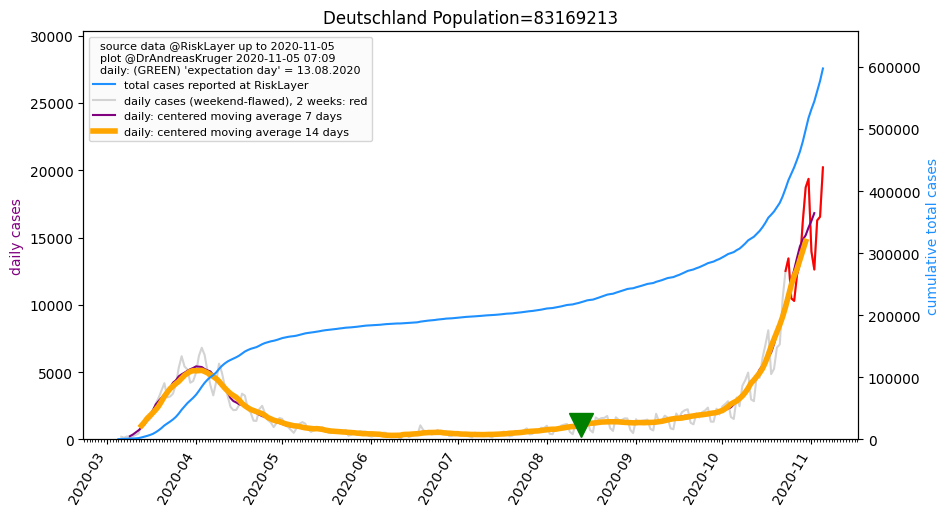 Deutschland Population=83169213
source data @RiskLayer up to 2020-11-05
plot @DrAndreasKruger 2020-11-05 07:09
daily: (GREEN) 'expectation day' = 13.08.2020
total cases reported at RiskLayer
daily cases (weekend-flawed), 2 weeks: red
daily: centered moving average 7 days
daily: centered moving average 14 days
daily cases
30000
25000
20000
15000
10000
5000
0
cumulative total cases
600000
500000
400000
300000
200000
100000
0
2020-03
2020-04
2020-05
2020-06
2020-07
2020-08
2020-09
2020-10
2020-11